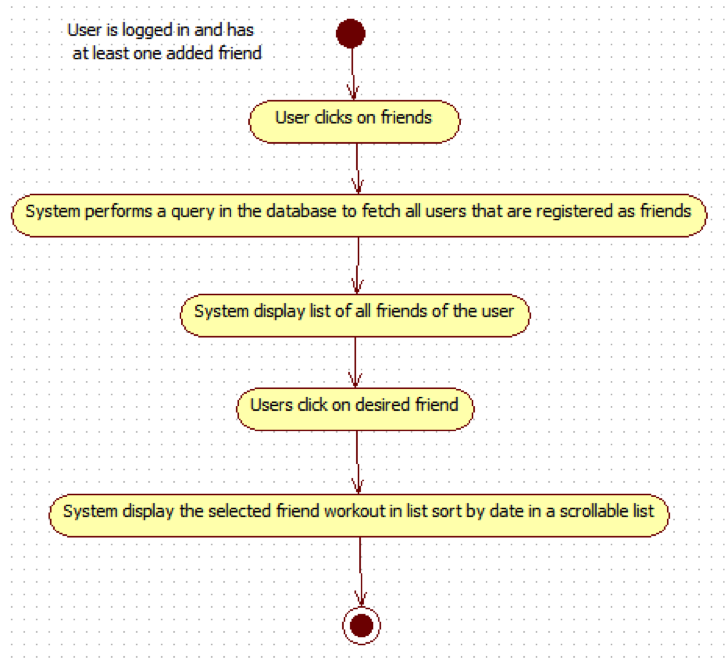 User is logged in and has
at least one added friend
User clicks on friends
System performs a query in the database to fetch all users that are registered as friends
System display list of all friends of the user
Users click on desired friend
System display the selected friend workout in list sort by date in a scrollable list